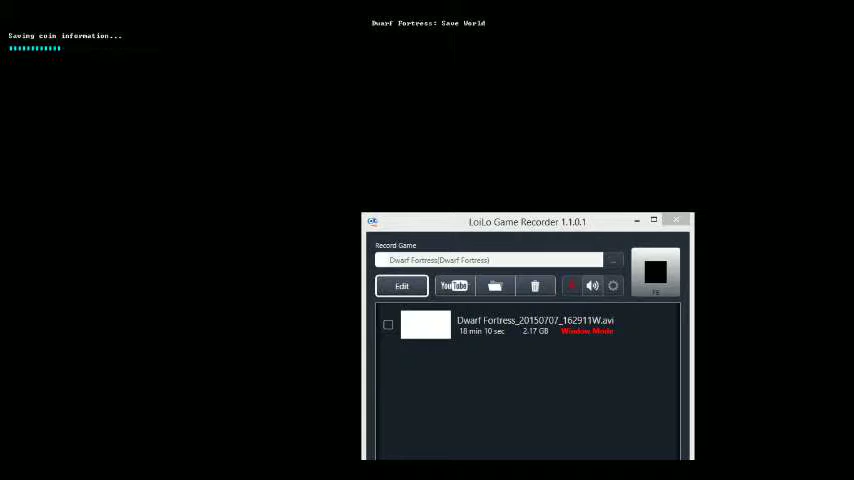 Dwarf Fortress: Save World
Saving coin information...
LoiLo Game Recorder 1.1.0.1
Record Game
Dwarf Fortress(Dwarf Fortress)
...
Edit
YouTube
F6
Dwarf Fortress_20150707_162911W.avi
18 min 10 sec 2.17 GB Window Mode